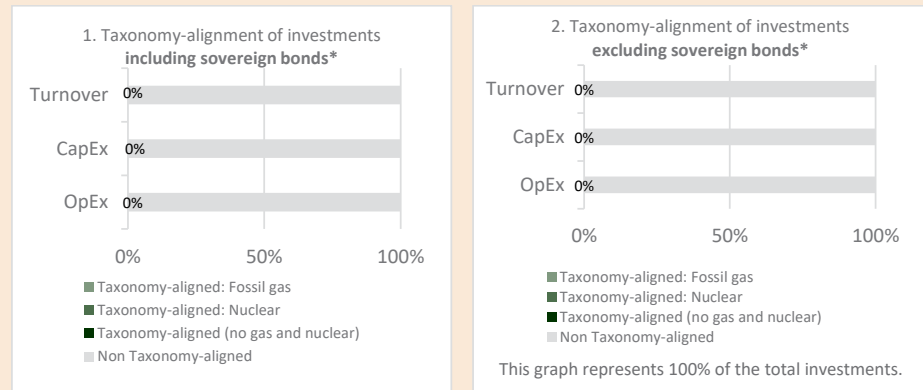 1. Taxonomy-alignment of investments
including sovereign bonds*
Turnover 0%
CapEx 0%
OpEx 0%
0% 50% 100%
Taxonomy-aligned: Fossil gas
Taxonomy-aligned: Nuclear
Taxonomy-aligned (no gas and nuclear)
Non Taxonomy-aligned
2. Taxonomy-alignment of investments
excluding sovereign bonds*
Turnover 0%
CapEx 0%
OpEx 0%
0% 50% 100%
Taxonomy-aligned: Fossil gas
Taxonomy-aligned: Nuclear
Taxonomy-aligned (no gas and nuclear)
Non Taxonomy-aligned
This graph represents 100% of the total investments.